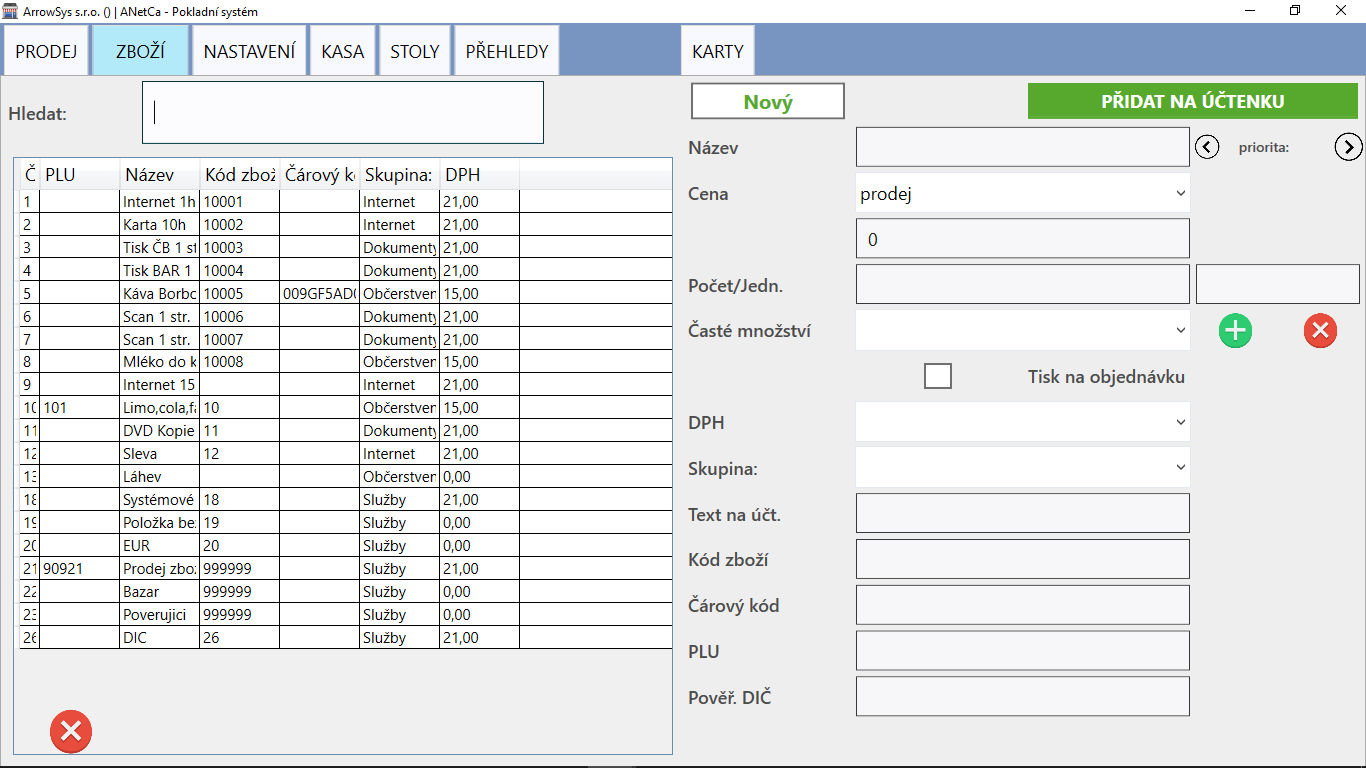 ArrowSys s.r.o. () | ANetCa - Pokladní systém
PRODEJ ZBOŽÍ NASTAVENÍ KASA STOLY PŘEHLEDY KARTY
Hledat:
Nový
PŘIDAT NA ÚČTENKU
Č PLU Název Kód zbož Čárový k Skupina: DPH
1 Internet 1h 10001 Internet 21,00
2 Karta 10h 10002 Internet 21,00
3 Tisk ČB 1 st 10003 Dokumenty 21,00
4 Tisk BAR 1 10004 Dokumenty 21,00
5 Káva Borbo 10005 009GF5AD0 Občerstven 15,00
6 Scan 1 str. 10006 Dokumenty 21,00
7 Scan 1 str. 10007 Dokumenty 21,00
8 Mléko do k 10008 Občerstven 15,00
9 Internet 15 Internet 21,00
10 101 Limo,cola,fa 10 Občerstven 15,00
11 DVD Kopie 11 Dokumenty 21,00
12 Sleva 12 Internet 21,00
13 Láhev Občerstven 0,00
18 Systémové 18 Služby 21,00
19 Položka be 19 Služby 0,00
20 EUR 20 Služby 0,00
21 90921 Prodej zbo 999999 Služby 21,00
22 Bazar 999999 Služby 0,00
23 Poverujici 999999 Služby 0,00
26 DIC 26 Služby 21,00
Název
priorita:
Cena
prodej
0
Počet/Jedn.
Časté množství
Tisk na objednávku
DPH
Skupina:
Text na účt.
Kód zboží
Čárový kód
PLU
Pověř. DIČ